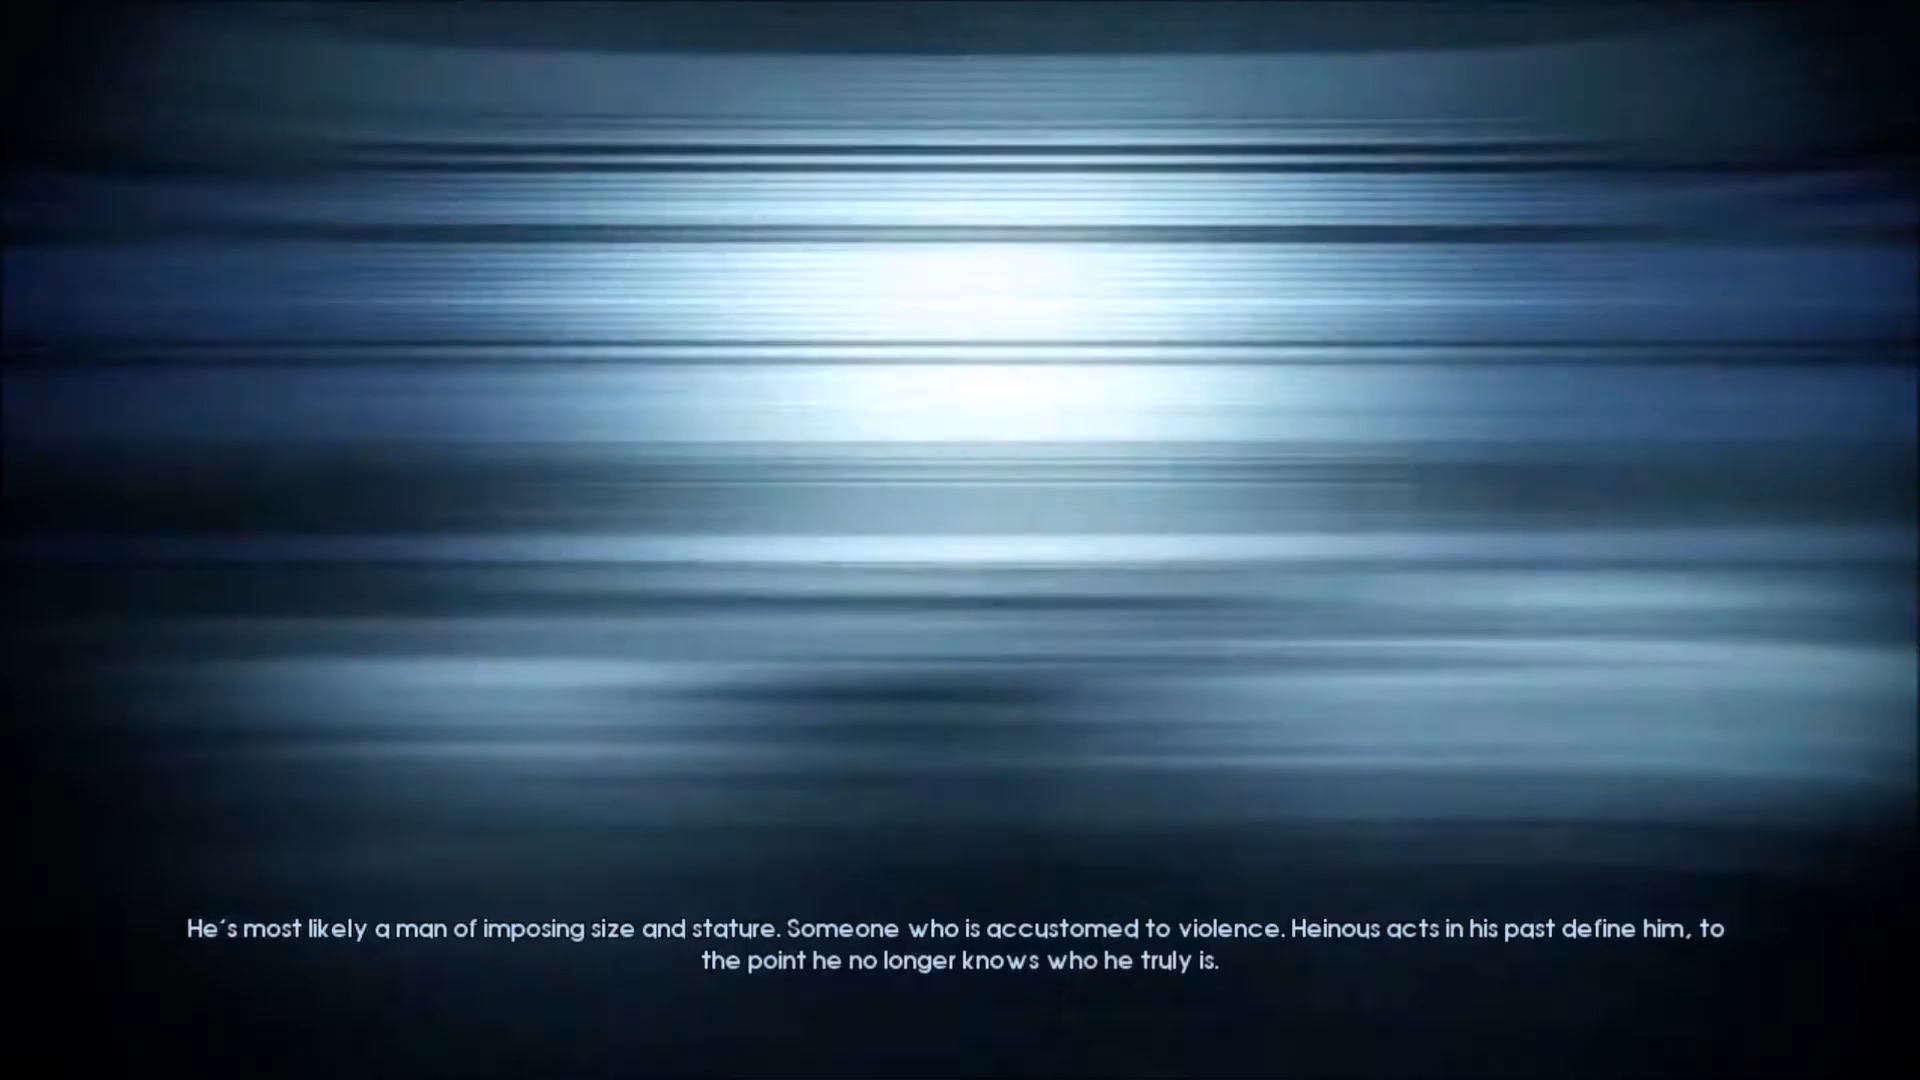 He's most likely a man of imposing size and stature. Someone who is accustomed to violence. Heinous acts in his past define him, to
the point he no longer knows who he truly is.